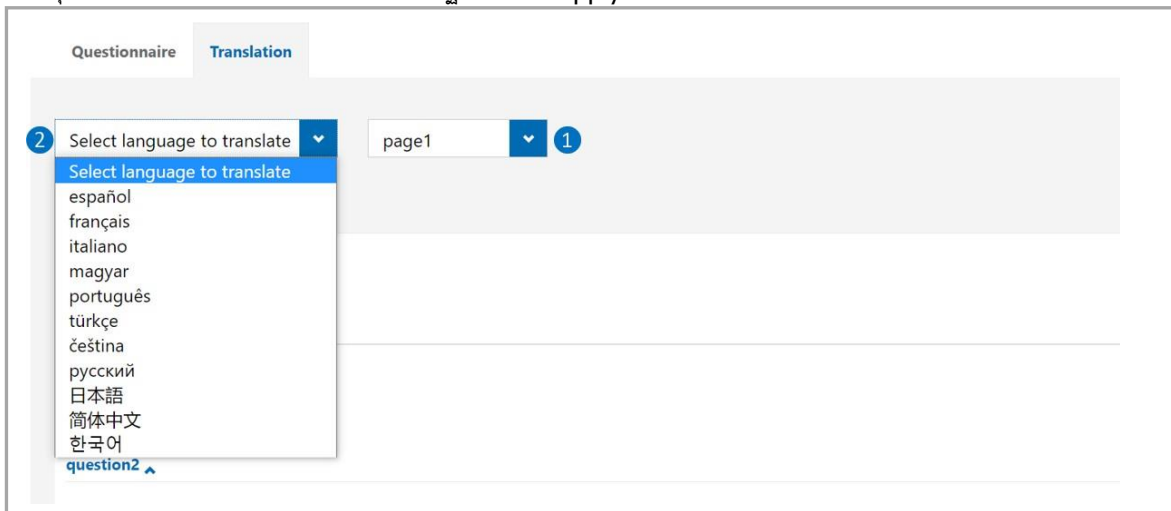 Questionnaire Translation
2 Select language to translate page1 1
Select language to translate
español
français
italiano
magyar
português
türkçe
čeština
русский
日本語
简体中文
한국어
question2